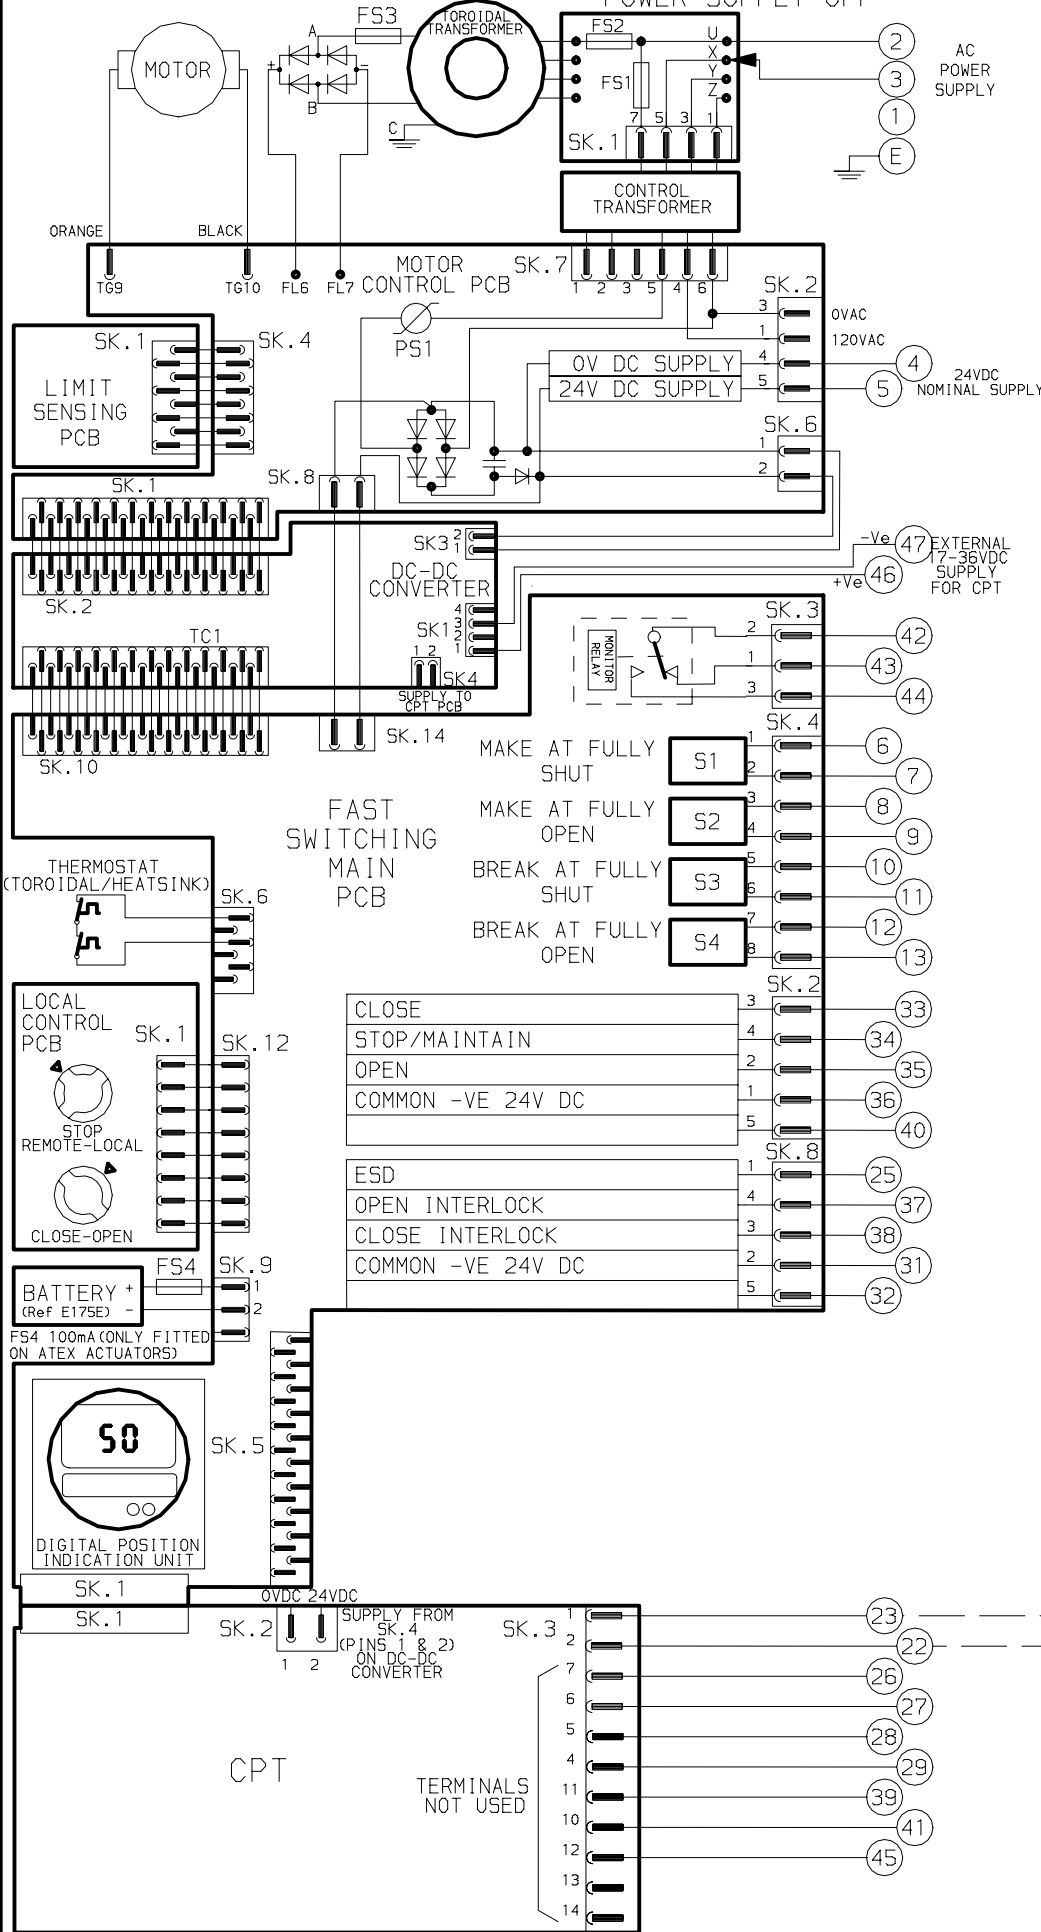 POWER SUPPLY OFF
FS3
TOROIDAL
TRANSFORMER
FS2
MOTOR
A
+
-
B
C
FS1
U
X
Y
Z
7
5
3
1
SK.1
2
3
1
E
AC
POWER
SUPPLY
CONTROL
TRANSFORMER
ORANGE
BLACK
TG9
TG10
FL6
FL7
MOTOR
CONTROL PCB
SK.7
1
2
3
5
4
6
SK.2
3
0VAC
1
120VAC
PS1
0V DC SUPPLY
4
4
24V DC SUPPLY
5
5
24VDC
NOMINAL SUPPLY
SK.1
SK.4
LIMIT
SENSING
PCB
SK.6
1
2
SK.8
SK.1
SK3
2
1
DC-DC
CONVERTER
-Ve
47
EXTERNAL
17-36VDC
SUPPLY
FOR CPT
+Ve
46
SK.2
SK1
4
3
2
1
TC1
1 2
SK4
SUPPLY TO
CPT PCB
MONITOR
RELAY
SK.3
2
42
1
43
3
44
SK.14
SK.10
SK.4
MAKE AT FULLY
SHUT
S1
1
6
2
7
MAKE AT FULLY
OPEN
S2
3
8
4
9
BREAK AT FULLY
SHUT
S3
5
10
6
11
BREAK AT FULLY
OPEN
S4
7
12
8
13
FAST
SWITCHING
MAIN
PCB
THERMOSTAT
(TOROIDAL/HEATSINK)
SK.6
SK.2
CLOSE
3
33
STOP/MAINTAIN
4
34
OPEN
2
35
COMMON -VE 24V DC
1
36
5
40
LOCAL
CONTROL
PCB
SK.1
SK.12
STOP
REMOTE-LOCAL
CLOSE-OPEN
SK.8
ESD
1
25
OPEN INTERLOCK
4
37
CLOSE INTERLOCK
3
38
COMMON -VE 24V DC
2
31
5
32
BATTERY +
(Ref E175E) -
FS4
SK.9
1
2
FS4 100mA(ONLY FITTED
ON ATEX ACTUATORS)
50
SK.5
DIGITAL POSITION
INDICATION UNIT
SK.1
SK.1
0VDC 24VDC
SK.2
1 2
SUPPLY FROM
SK.4
(PINS 1 & 2)
ON DC-DC
CONVERTER
SK.3
1
23
2
22
7
26
6
27
5
28
4
29
11
39
10
41
12
45
13
14
CPT
TERMINALS
NOT USED